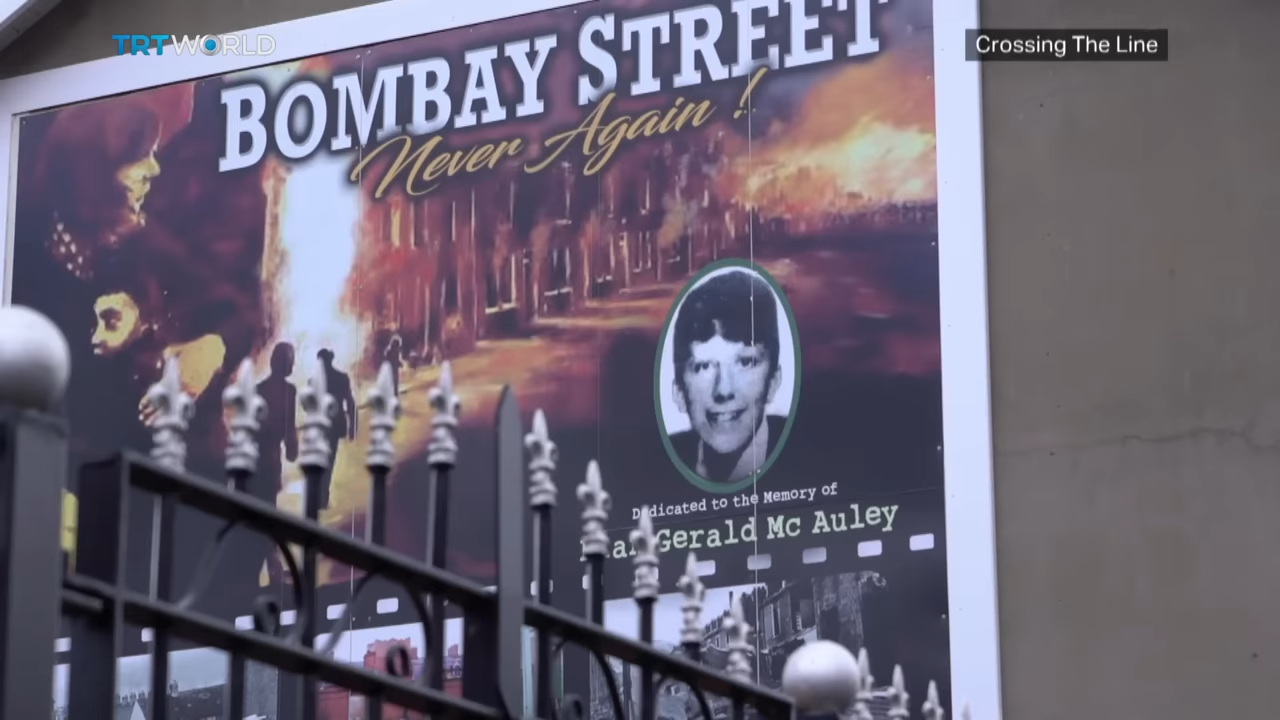 TRT WORLD
Crossing The Line
BOMBAY STREET
Never Again !
Dedicated to the Memory of
Gerald Mc Auley